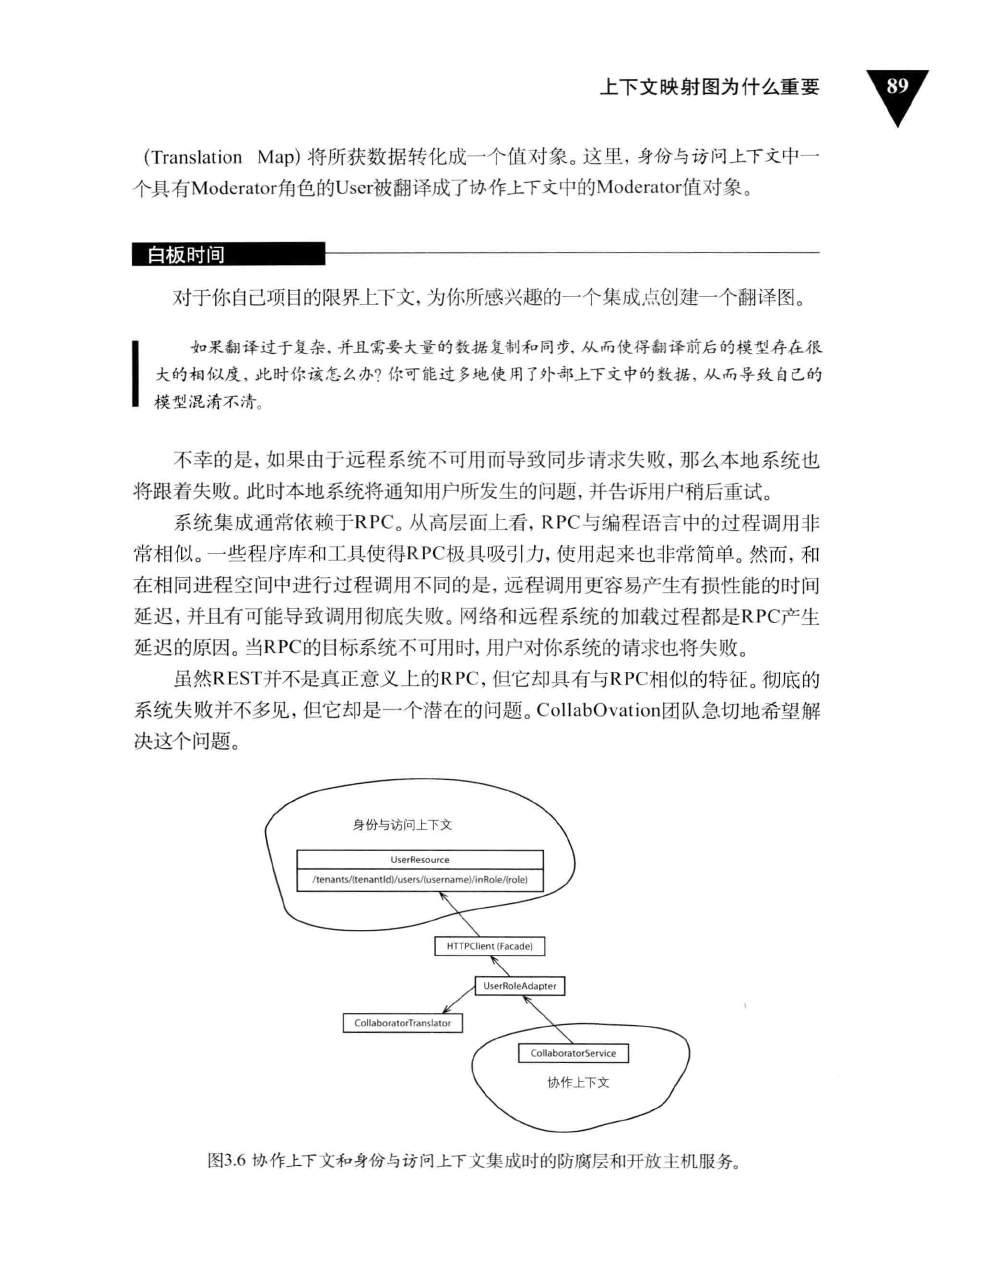 上下文映射图为什么重要
89
(Translation Map) 将所获数据转化成一个值对象。这里, 身份与访问上下文中一
个具有Moderator角色的User被翻译成了协作上下文中的Moderator值对象。
白板时间
对于你自己项目的限界上下文, 为你所感兴趣的一个集成点创建一个翻译图。
如果翻译过于复杂, 并且需要大量的数据复制和同步, 从而使得翻译前后的模型存在很
大的相似度, 此时你该怎么办? 你可能过多地使用了外部上下文中的数据, 从而导致自己的
模型混淆不清。
不幸的是, 如果由于远程系统不可用而导致同步请求失败, 那么本地系统也
将跟着失败。此时本地系统将通知用户所发生的问题, 并告诉用户稍后重试。
系统集成通常依赖于RPC。从高层面上看, RPC与编程语言中的过程调用非
常相似。一些程序库和工具使得RPC极具吸引力, 使用起来也非常简单。然而, 和
在相同进程空间中进行过程调用不同的是, 远程调用更容易产生有损性能的时间
延迟, 并且有可能导致调用彻底失败。网络和远程系统的加载过程都是RPC产生
延迟的原因。当RPC的目标系统不可用时, 用户对你系统的请求也将失败。
虽然REST并不是真正意义上的RPC, 但它却具有与RPC相似的特征。彻底的
系统失败并不多见, 但它却是一个潜在的问题。CollabOvation团队急切地希望解
决这个问题。
身份与访问上下文
UserResource
/tenants/{tenantId}/users/{username}/inRole/{role}
HTTPClient (Facade)
UserRoleAdapter
CollaboratorTranslator
CollaboratorService
协作上下文
图3.6 协作上下文和身份与访问上下文集成时的防腐层和开放主机服务。